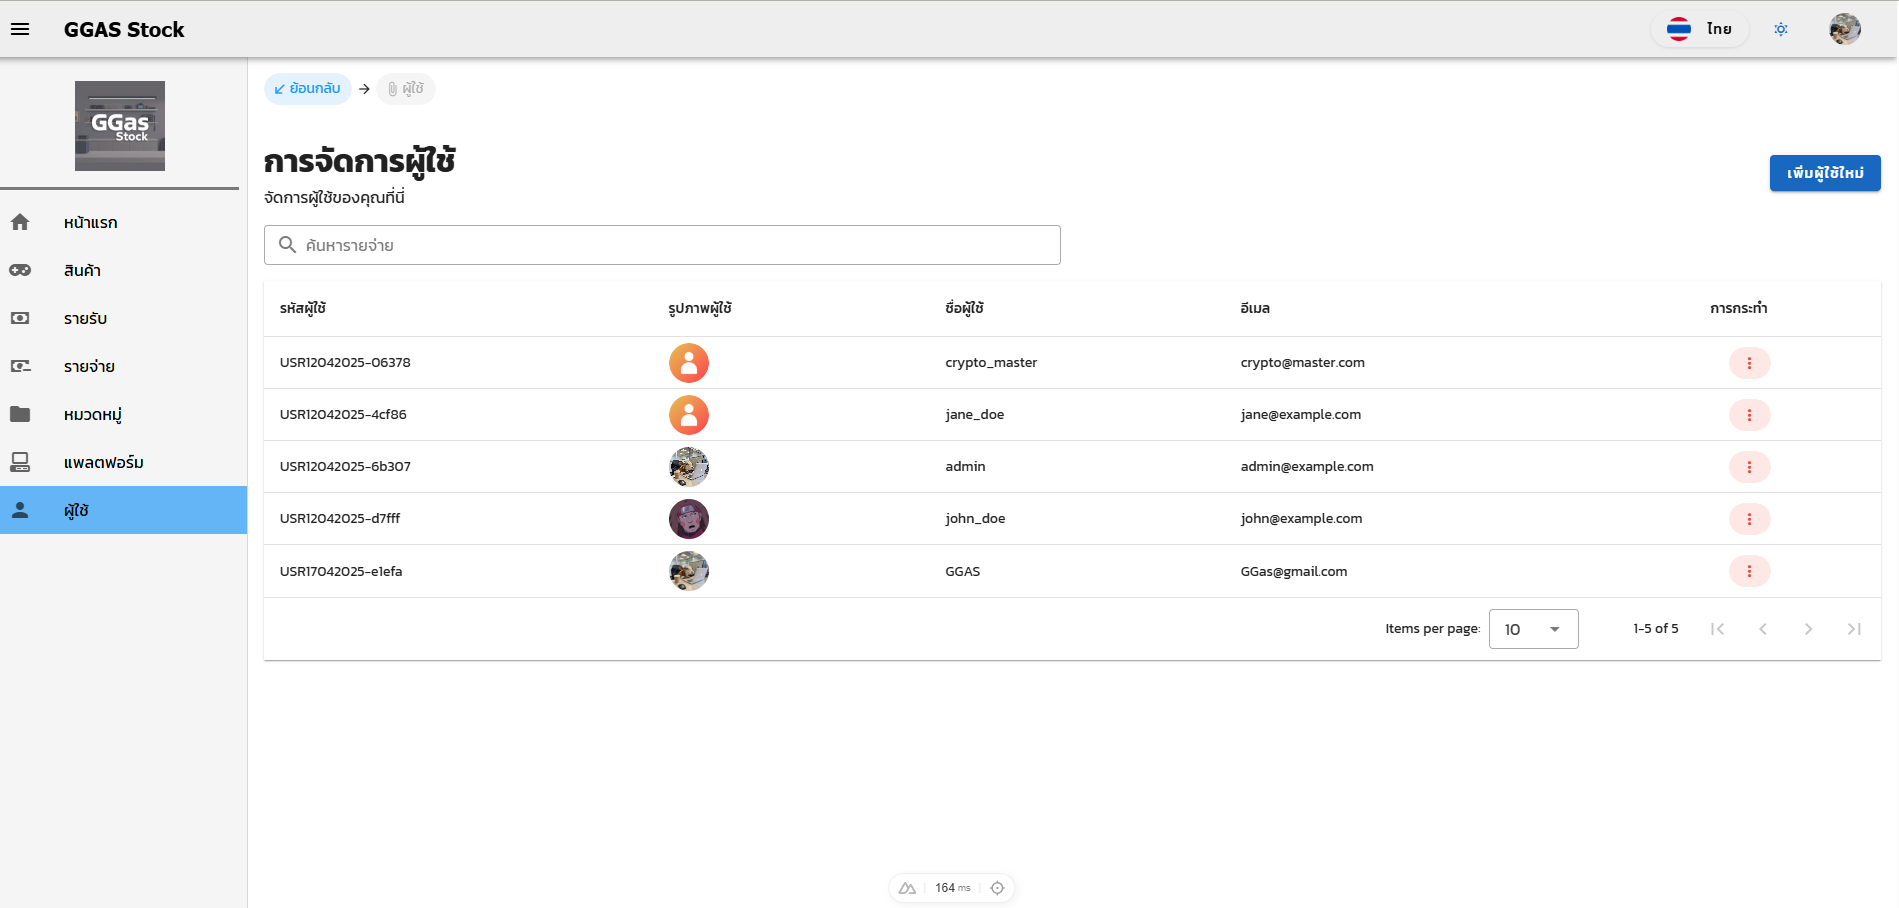 GGAS Stock
ไทย
GGas
Stock
ย้อนกลับ
ผู้ใช้
การจัดการผู้ใช้
จัดการผู้ใช้ของคุณที่นี่
เพิ่มผู้ใช้ใหม่
ค้นหารายจ่าย
หน้าแรก
สินค้า
รายรับ
รายจ่าย
หมวดหมู่
แพลตฟอร์ม
ผู้ใช้
รหัสผู้ใช้ รูปภาพผู้ใช้ ชื่อผู้ใช้ อีเมล การกระทำ
USR12042025-06378 crypto_master crypto@master.com
USR12042025-4cf86 jane_doe jane@example.com
USR12042025-6b307 admin admin@example.com
USR12042025-d7fff john_doe john@example.com
USR17042025-e1efa GGAS GGas@gmail.com
Items per page: 10 1-5 of 5
164 ms